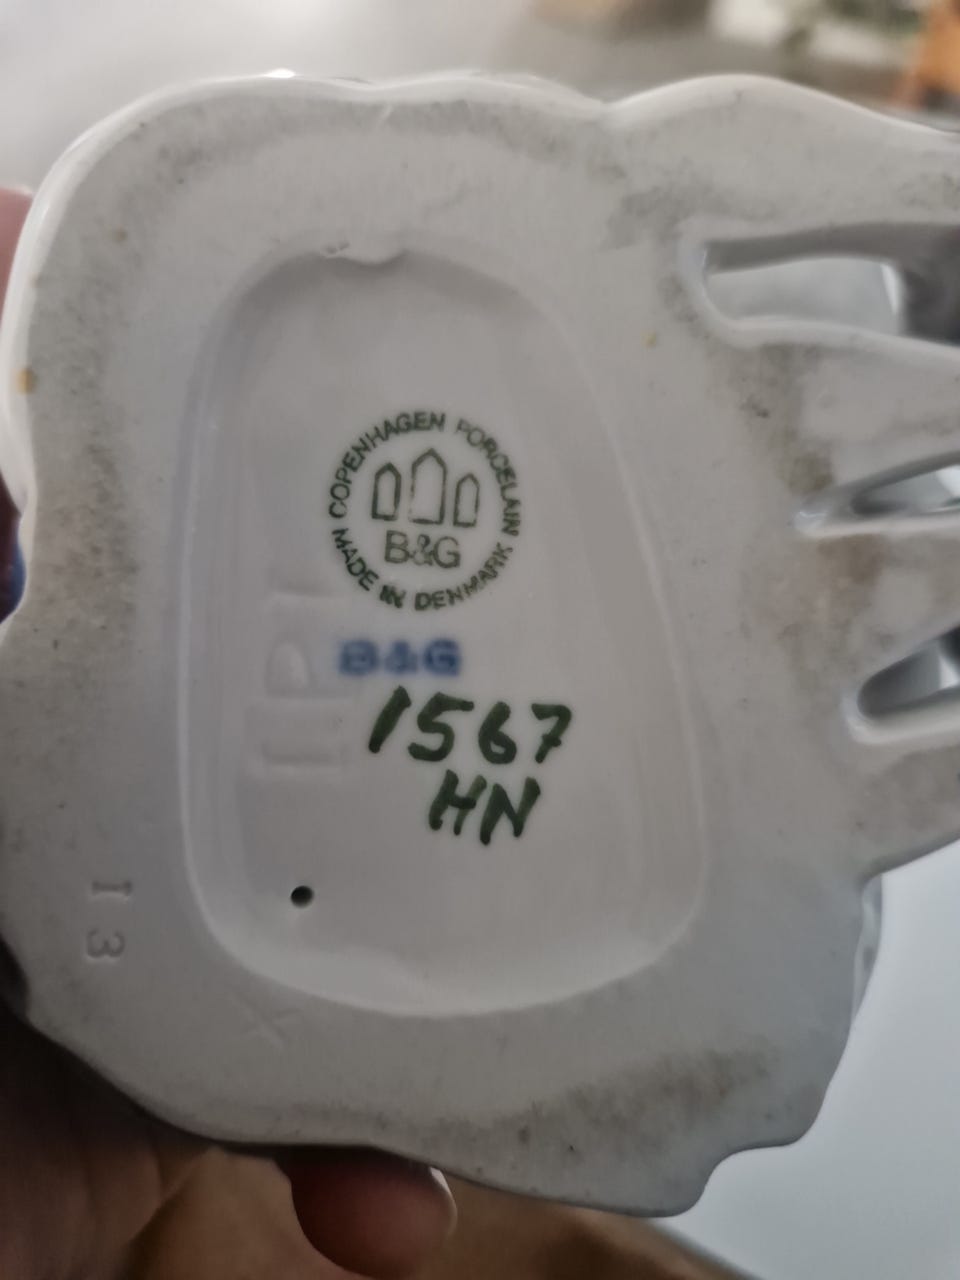 COPENHAGEN PORCELAIN
B&G
MADE IN DENMARK
B&G
1567
HN
13